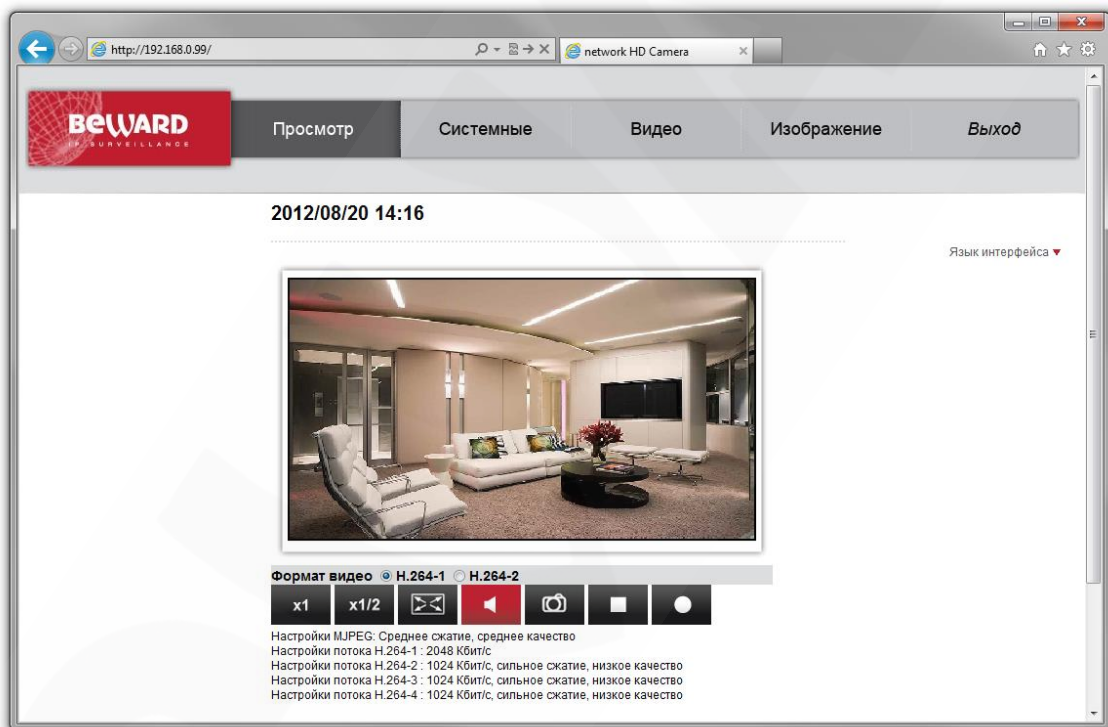 http://192.168.0.99/
network HD Camera
BEWARD
IP SURVEILLANCE
Просмотр
Системные
Видео
Изображение
Выход
2012/08/20 14:16
Язык интерфейса
Формат видео H.264-1 H.264-2
x1 x1/2
Настройки MJPEG: Среднее сжатие, среднее качество
Настройки потока H.264-1 : 2048 Кбит/с
Настройки потока H.264-2 : 1024 Кбит/с, сильное сжатие, низкое качество
Настройки потока H.264-3 : 1024 Кбит/с, сильное сжатие, низкое качество
Настройки потока H.264-4 : 1024 Кбит/с, сильное сжатие, низкое качество